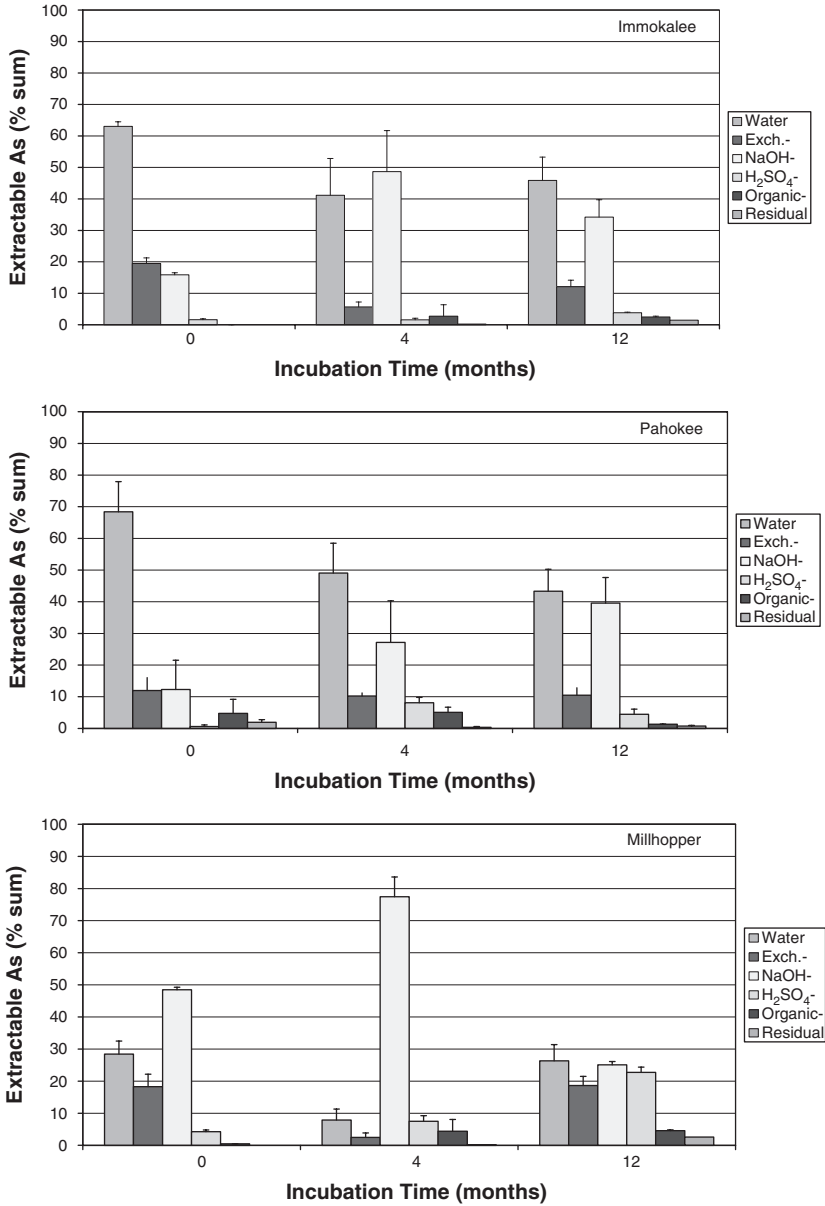 Immokalee
Extractable As (% sum)
100
90
80
70
60
50
40
30
20
10
0
0 4 12
Incubation Time (months)
Water
Exch.-
NaOH-
H₂SO₄-
Organic-
Residual
Pahokee
Extractable As (% sum)
100
90
80
70
60
50
40
30
20
10
0
0 4 12
Incubation Time (months)
Water
Exch.-
NaOH-
H₂SO₄-
Organic-
Residual
Millhopper
Extractable As (% sum)
100
90
80
70
60
50
40
30
20
10
0
0 4 12
Incubation Time (months)
Water
Exch.-
NaOH-
H₂SO₄-
Organic-
Residual